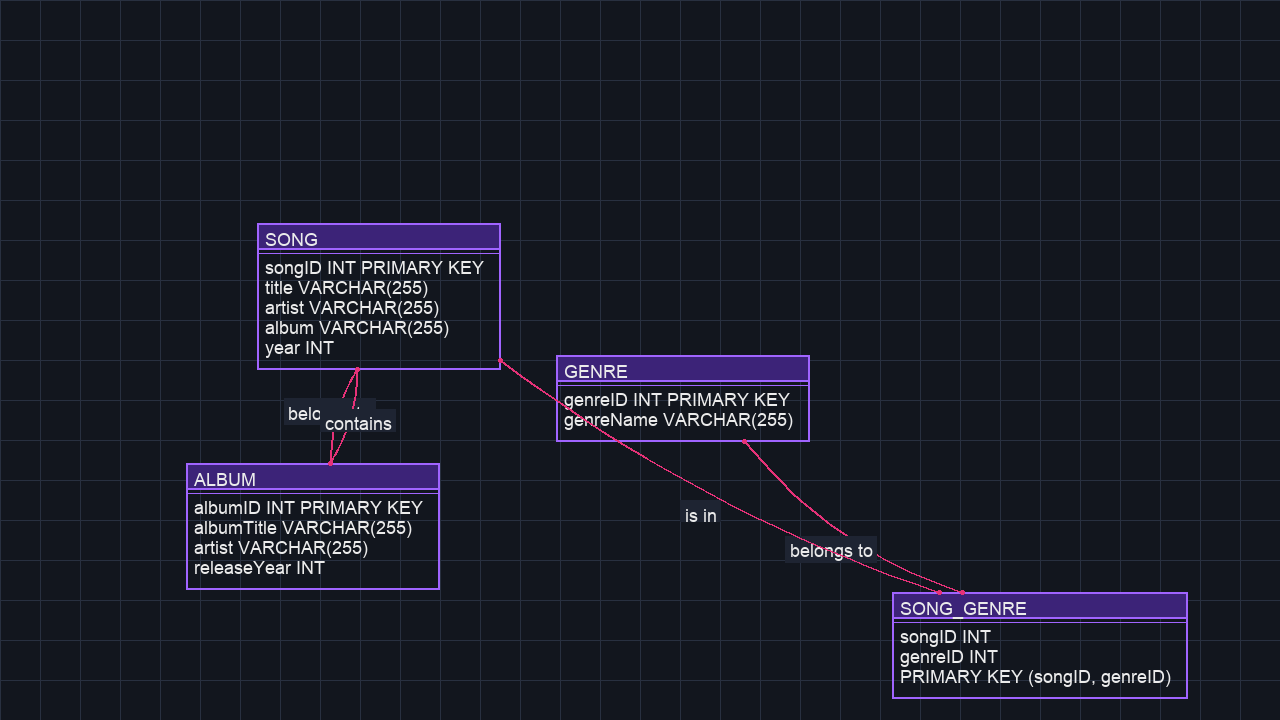 SONG
songID INT PRIMARY KEY
title VARCHAR(255)
artist VARCHAR(255)
album VARCHAR(255)
year INT
GENRE
genreID INT PRIMARY KEY
genreName VARCHAR(255)
contains
ALBUM
albumID INT PRIMARY KEY
albumTitle VARCHAR(255)
artist VARCHAR(255)
releaseYear INT
is in
belongs to
SONG_GENRE
songID INT
genreID INT
PRIMARY KEY (songID, genreID)